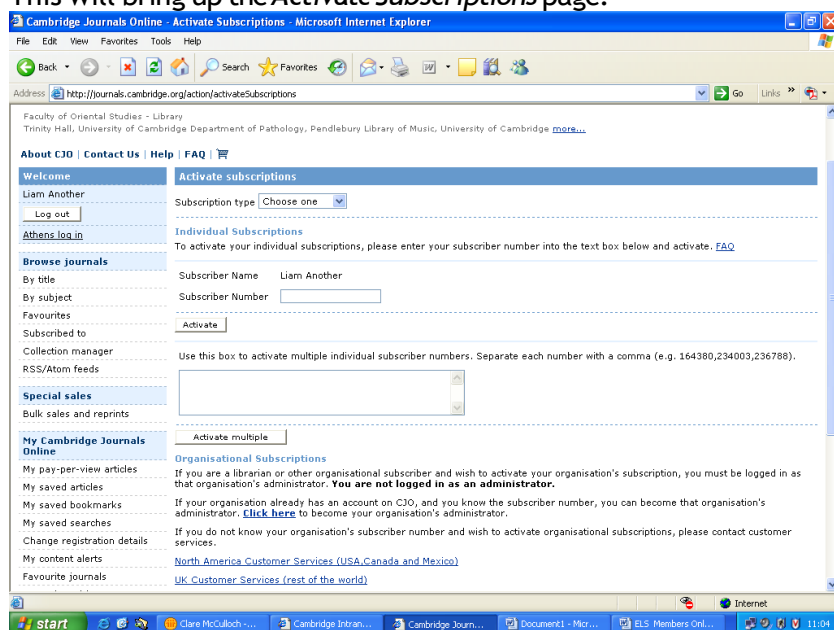 This will bring up the Activate Subscriptions page.
Cambridge Journals Online - Activate Subscriptions - Microsoft Internet Explorer
File Edit View Favorites Tools Help
Back Search Favorites
Address http://journals.cambridge.org/action/activateSubscriptions Go Links »
Faculty of Oriental Studies - Library
Trinity Hall, University of Cambridge Department of Pathology, Pendlebury Library of Music, University of Cambridge more...
About CJO | Contact Us | Help | FAQ |
Welcome
Liam Another
Log out
Athens log in
Browse journals
By title
By subject
Favourites
Subscribed to
Collection manager
RSS/Atom feeds
Special sales
Bulk sales and reprints
My Cambridge Journals
Online
My pay-per-view articles
My saved articles
My saved bookmarks
My saved searches
Change registration details
My content alerts
Favourite journals
Activate subscriptions
Subscription type Choose one
Individual Subscriptions
To activate your individual subscriptions, please enter your subscriber number into the text box below and activate. FAQ
Subscriber Name Liam Another
Subscriber Number
Activate
Use this box to activate multiple individual subscriber numbers. Separate each number with a comma (e.g. 164380,234003,236788).
Activate multiple
Organisational Subscriptions
If you are a librarian or other organisational subscriber and wish to activate your organisation's subscription, you must be logged in as
that organisation's administrator. You are not logged in as an administrator.
If your organisation already has an account on CJO, and you know the subscriber number, you can become that organisation's
administrator. Click here to become your organisation's administrator.
If you do not know your organisation's subscriber number and wish to activate organisational subscriptions, please contact customer
services.
North America Customer Services (USA,Canada and Mexico)
UK Customer Services (rest of the world)
Internet
start Clare McCulloch -... Cambridge Intran... Cambridge Journ... Document1 - Micr... ELS Members Onl... 11:04